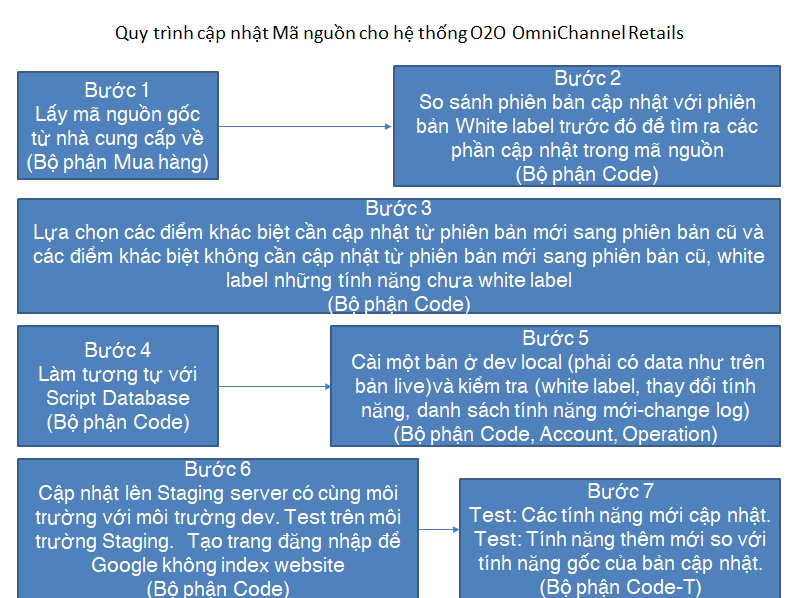 Quy trình cập nhật Mã nguồn cho hệ thống O2O OmniChannel Retails
Bước 1
Lấy mã nguồn gốc
từ nhà cung cấp về
(Bộ phận Mua hàng)
Bước 2
So sánh phiên bản cập nhật với phiên
bản White label trước đó để tìm ra các
phần cập nhật trong mã nguồn
(Bộ phận Code)
Bước 3
Lựa chọn các điểm khác biệt cần cập nhật từ phiên bản mới sang phiên bản cũ và
các điểm khác biệt không cần cập nhật từ phiên bản mới sang phiên bản cũ, white
label những tính năng chưa white label
(Bộ phận Code)
Bước 4
Làm tương tự với
Script Database
(Bộ phận Code)
Bước 5
Cài một bản ở dev local (phải có data như trên
bản live)và kiểm tra (white label, thay đổi tính
năng, danh sách tính năng mới-change log)
(Bộ phận Code, Account, Operation)
Bước 6
Cập nhật lên Staging server có cùng môi
trường với môi trường dev. Test trên môi
trường Staging.  Tạo trang đăng nhập để
Google không index website
(Bộ phận Code)
Bước 7
Test: Các tính năng mới cập nhật.
Test: Tính năng thêm mới so với
tính năng gốc của bản cập nhật.
(Bộ phận Code-T)